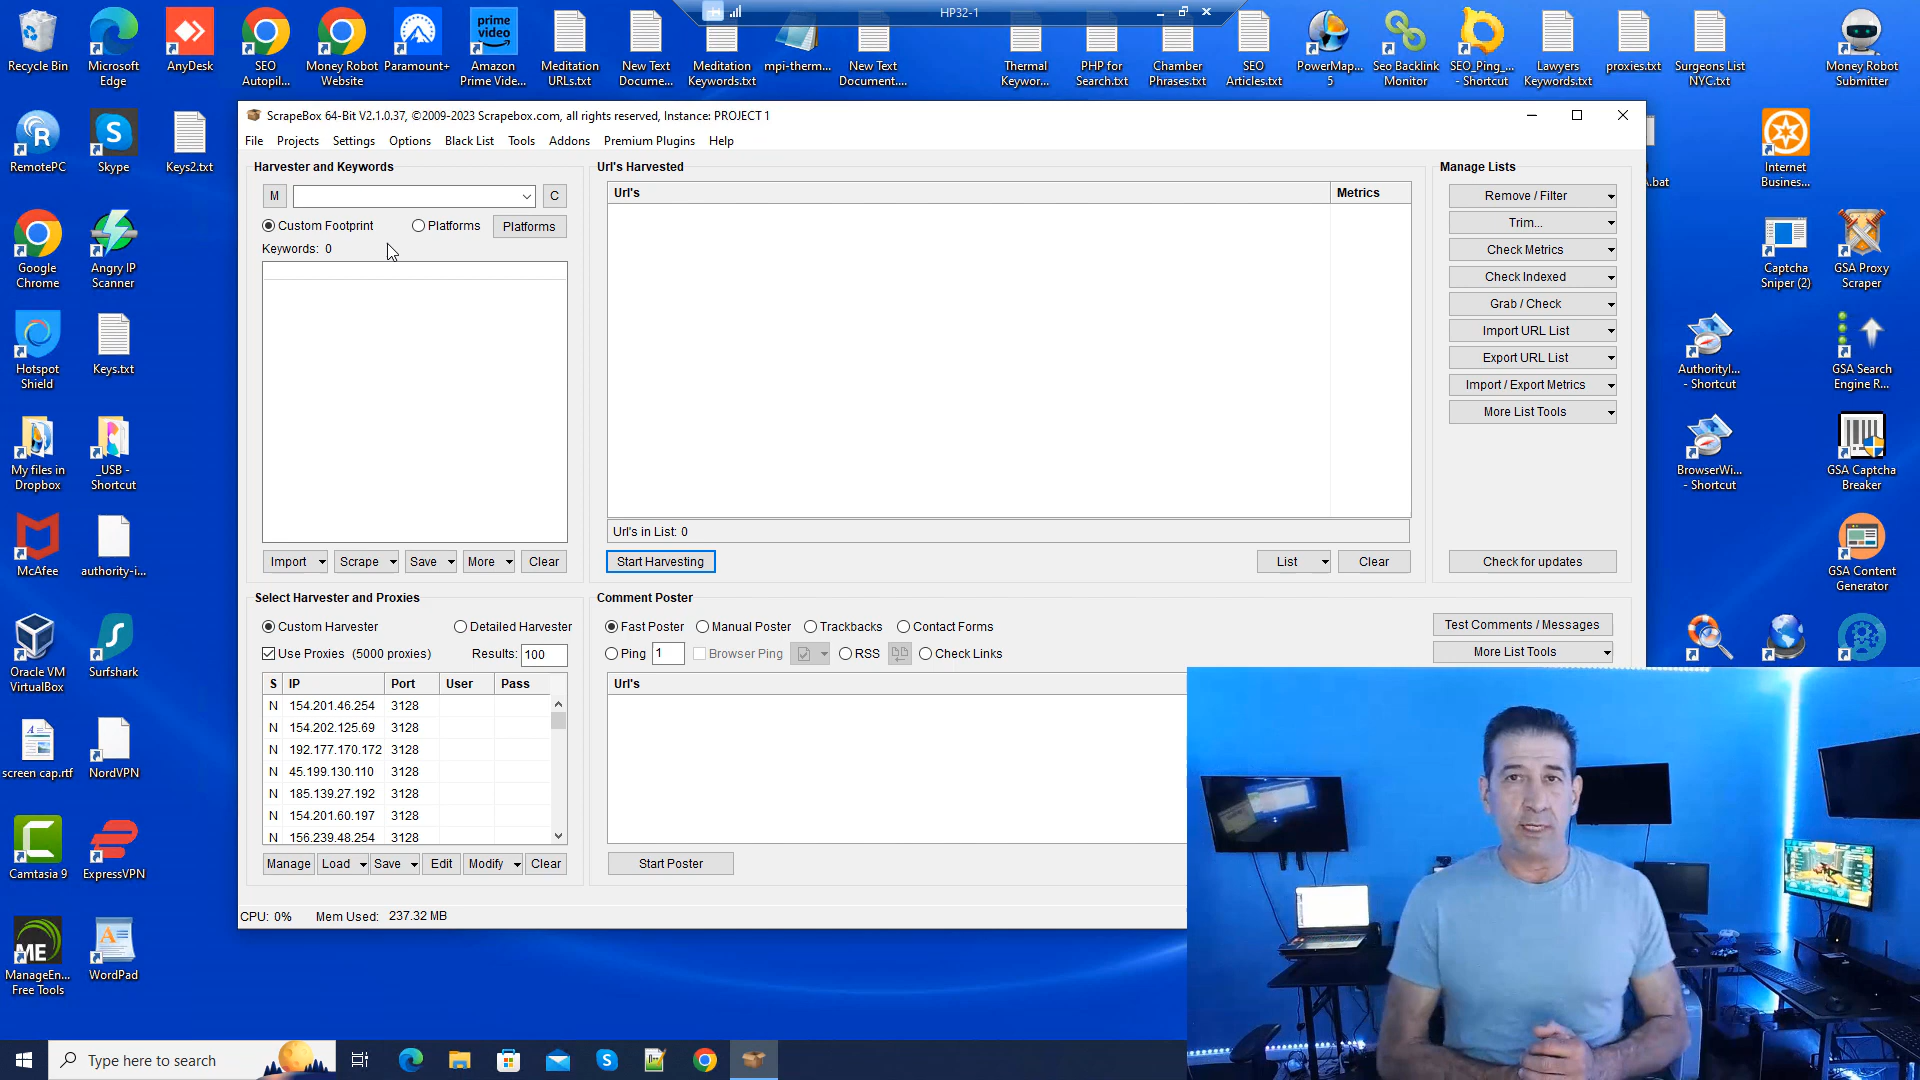 HP32-1
Recycle Bin
Microsoft Edge
AnyDesk
SEO Autopil...
Money Robot Website
Paramount+
prime video
Amazon Prime Vide...
Meditation URLs.txt
New Text Docume...
Meditation Keywords.txt
mpi-therm...
New Text Document....
Thermal Keywor...
PHP for Search.txt
Chamber Phrases.txt
SEO Articles.txt
PowerMap... 5
Seo Backlink Monitor
SEO_Ping_... - Shortcut
Lawyers Keywords.txt
proxies.txt
Surgeons List NYC.txt
Money Robot Submitter
RemotePC
Skype
Keys2.txt
Google Chrome
Angry IP Scanner
Hotspot Shield
Keys.txt
My files in Dropbox
_USB - Shortcut
McAfee
authority-i...
Oracle VM VirtualBox
Surfshark
screen cap.rtf
NordVPN
Camtasia 9
ExpressVPN
ME
ManageEn... Free Tools
WordPad
ScrapeBox 64-Bit V2.1.0.37, ©2009-2023 Scrapebox.com, all rights reserved, Instance: PROJECT 1
File Projects Settings Options Black List Tools Addons Premium Plugins Help
Harvester and Keywords
M C
Custom Footprint Platforms Platforms
Keywords: 0
Import Scrape Save More Clear
Url's Harvested
Url's Metrics
Url's in List: 0
Start Harvesting List Clear
Manage Lists
Remove / Filter
Trim...
Check Metrics
Check Indexed
Grab / Check
Import URL List
Export URL List
Import / Export Metrics
More List Tools
Check for updates
Select Harvester and Proxies
Custom Harvester Detailed Harvester
Use Proxies (5000 proxies) Results: 100
S IP Port User Pass
N 154.201.46.254 3128
N 154.202.125.69 3128
N 192.177.170.172 3128
N 45.199.130.110 3128
N 185.139.27.192 3128
N 154.201.60.197 3128
N 156.239.48.254 3128
Manage Load Save Edit Modify Clear
Comment Poster
Fast Poster Manual Poster Trackbacks Contact Forms
Ping 1 Browser Ping RSS Check Links
Test Comments / Messages
More List Tools
Url's
Start Poster
CPU: 0% Mem Used: 237.32 MB
.bat
Internet Busines...
Captcha Sniper (2)
GSA Proxy Scraper
AuthorityI... - Shortcut
GSA Search Engine R...
BrowserWi... - Shortcut
GSA Captcha Breaker
GSA Content Generator
Type here to search